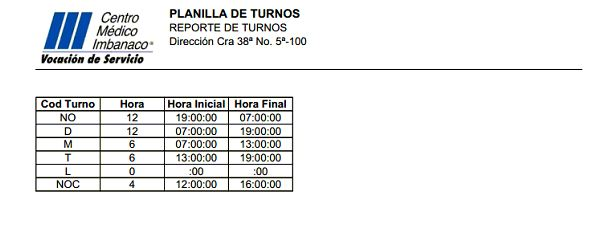 Centro
Médico
Imbanaco®
Vocación de Servicio
PLANILLA DE TURNOS
REPORTE DE TURNOS
Dirección Cra 38ª No. 5ª-100
Cod Turno Hora Hora Inicial Hora Final
NO 12 19:00:00 07:00:00
D 12 07:00:00 19:00:00
M 6 07:00:00 13:00:00
T 6 13:00:00 19:00:00
L 0 :00 :00
NOC 4 12:00:00 16:00:00